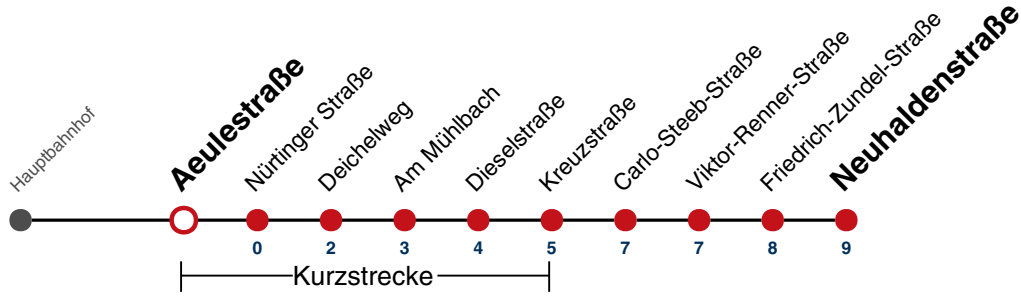 Hauptbahnhof
Aeulestraße
Nürtinger Straße
Deichelweg
Am Mühlbach
Dieselstraße
Kreuzstraße
Carlo-Steeb-Straße
Viktor-Renner-Straße
Friedrich-Zundel-Straße
Neuhaldenstraße
0 2 3 4 5 7 7 8 9
Kurzstrecke